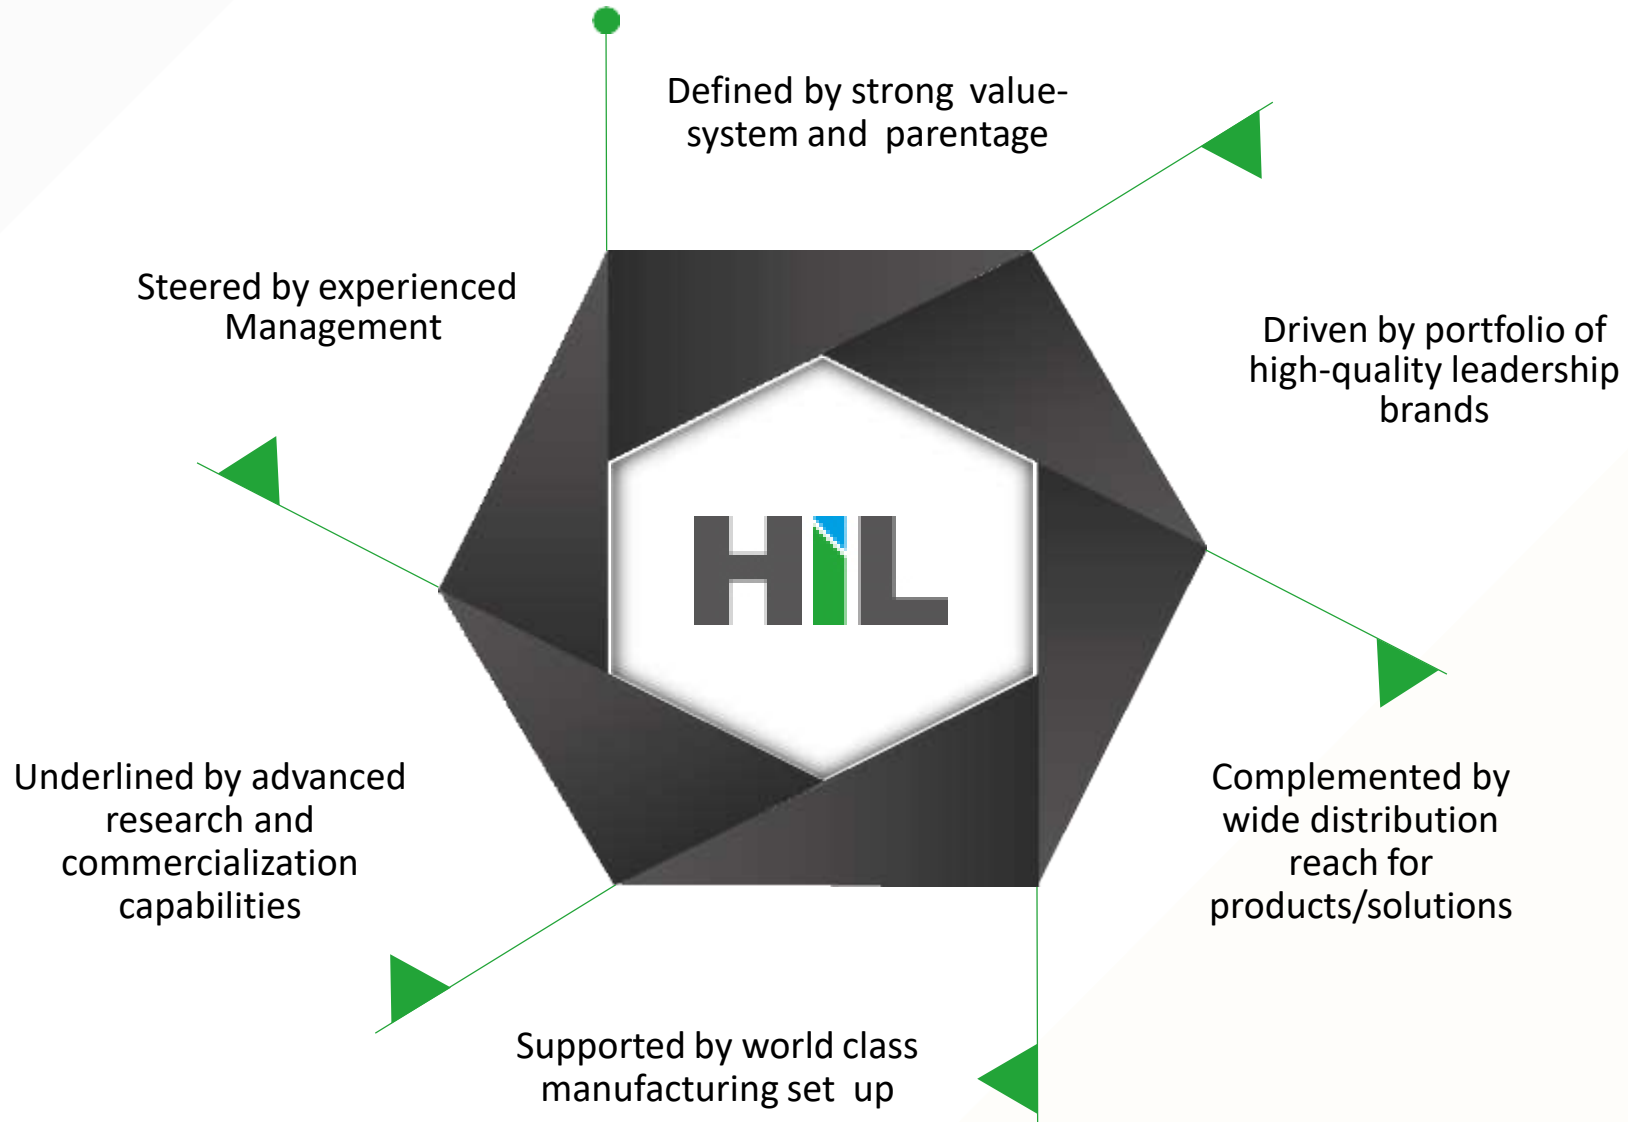 Defined by strong value-
system and parentage
Driven by portfolio of
high-quality leadership
brands
Complemented by
wide distribution
reach for
products/solutions
Supported by world class
manufacturing set up
Underlined by advanced
research and
commercialization
capabilities
Steered by experienced
Management
HIL